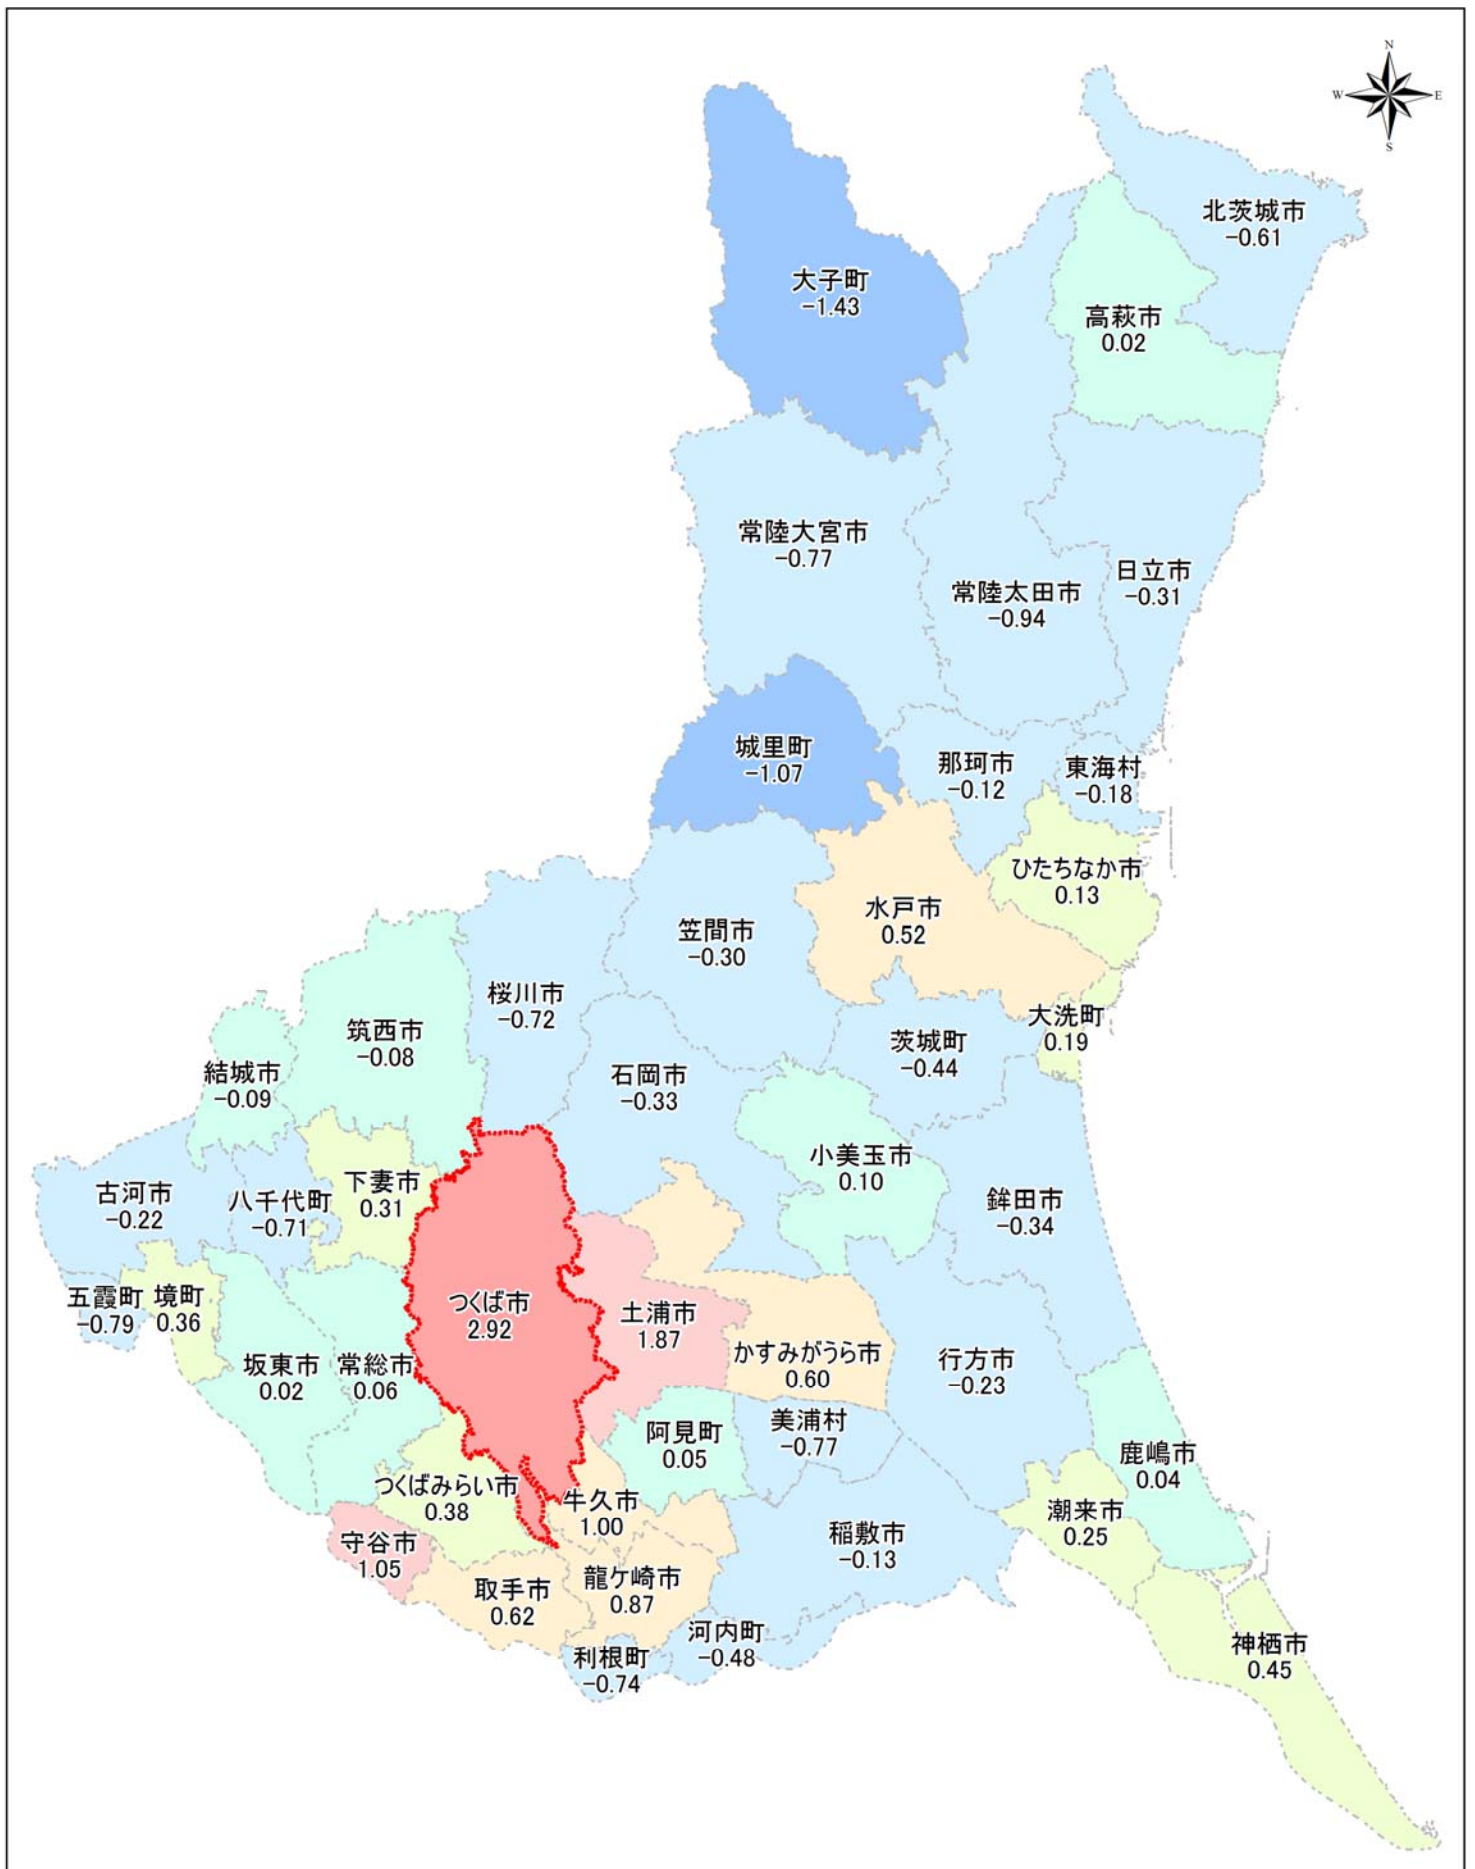 N
W E
S
北茨城市
-0.61
大子町
-1.43
高萩市
0.02
常陸大宮市
-0.77
日立市
-0.31
常陸太田市
-0.94
城里町
-1.07
那珂市
-0.12
東海村
-0.18
ひたちなか市
0.13
水戸市
0.52
笠間市
-0.30
桜川市
-0.72
大洗町
0.19
筑西市
-0.08
茨城町
-0.44
結城市
-0.09
石岡市
-0.33
小美玉市
0.10
下妻市
0.31
古河市
-0.22
八千代町
-0.71
鉾田市
-0.34
五霞町
-0.79
境町
0.36
つくば市
2.92
土浦市
1.87
かすみがうら市
0.60
坂東市
0.02
常総市
0.06
行方市
-0.23
美浦村
-0.77
阿見町
0.05
鹿嶋市
0.04
つくばみらい市
0.38
牛久市
1.00
潮来市
0.25
稲敷市
-0.13
守谷市
1.05
取手市
0.62
龍ケ崎市
0.87
河内町
-0.48
利根町
-0.74
神栖市
0.45